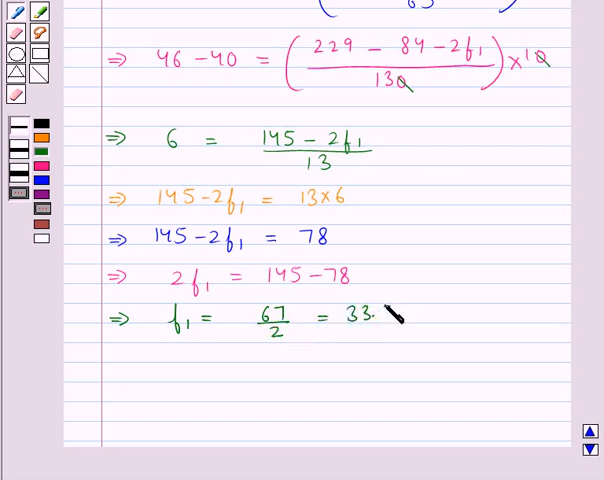 65
⇒ 46 - 40 = (229 - 84 - 2f₁ / 130) × 10
⇒ 6 = 145 - 2f₁ / 13
⇒ 145 - 2f₁ = 13 × 6
⇒ 145 - 2f₁ = 78
⇒ 2f₁ = 145 - 78
⇒ f₁ = 67 / 2 = 33.